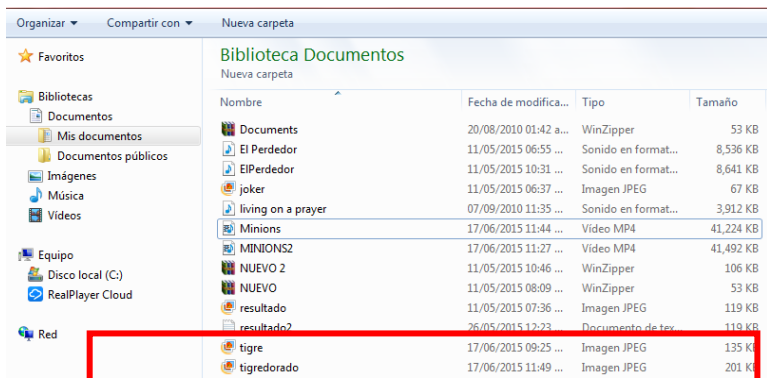 Organizar Compartir con Nueva carpeta
Favoritos
Bibliotecas
Documentos
Mis documentos
Documentos públicos
Imágenes
Música
Vídeos
Equipo
Disco local (C:)
RealPlayer Cloud
Red
Biblioteca Documentos
Nueva carpeta
Nombre Fecha de modifica... Tipo Tamaño
Documents 20/08/2010 01:42 a... WinZipper 53 KB
El Perdedor 11/05/2015 06:55 ... Sonido en format... 8,536 KB
ElPerdedor 11/05/2015 10:31 ... Sonido en format... 8,641 KB
joker 11/05/2015 06:37 ... Imagen JPEG 67 KB
living on a prayer 07/09/2010 11:35 ... Sonido en format... 3,912 KB
Minions 17/06/2015 11:44 ... Vídeo MP4 41,224 KB
MINIONS2 17/06/2015 11:27 ... Vídeo MP4 41,492 KB
NUEVO 2 11/05/2015 10:46 ... WinZipper 106 KB
NUEVO 11/05/2015 08:09 ... WinZipper 53 KB
resultado 11/05/2015 07:36 ... Imagen JPEG 119 KB
resultado2 26/05/2015 12:23 ... Documento de tex... 119 KB
tigre 17/06/2015 09:25 ... Imagen JPEG 135 KB
tigredorado 17/06/2015 11:49 ... Imagen JPEG 201 KB